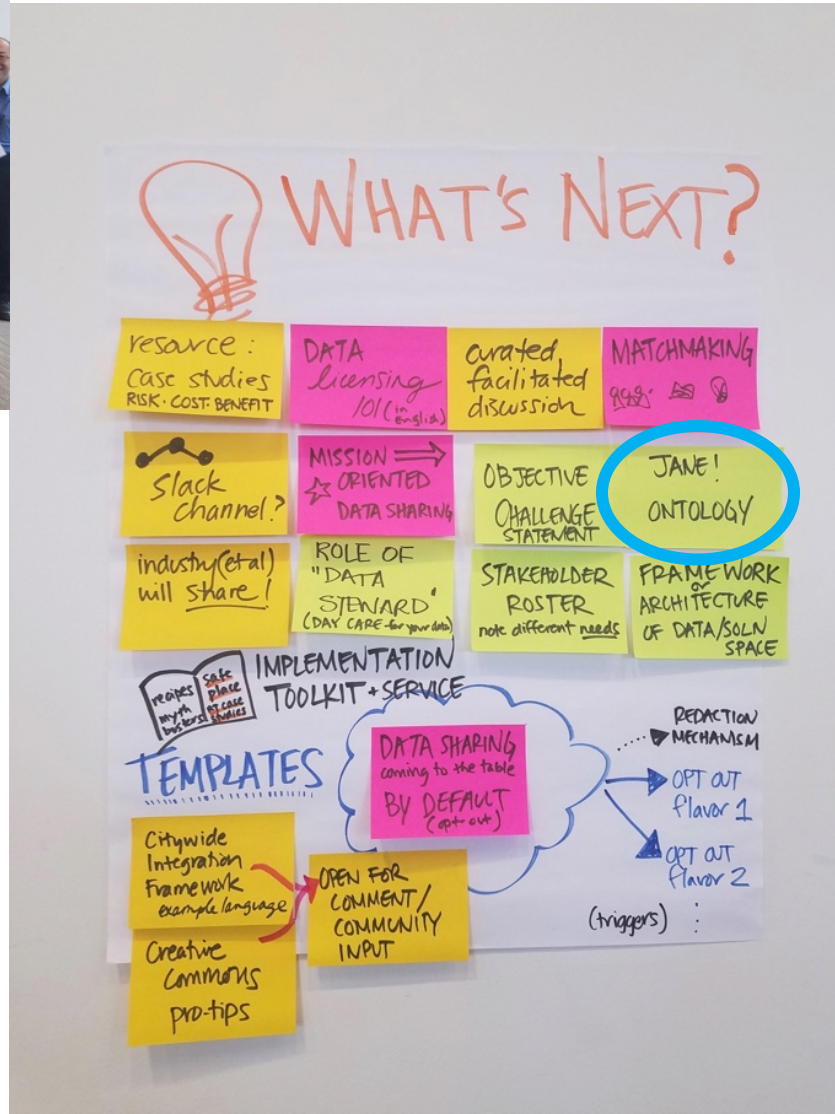 WHAT'S NEXT?
resource:
case studies
RISK·COST·BENEFIT
DATA
licensing
101 (in english)
curated,
facilitated
discussion
MATCHMAKING
Slack
channel?
MISSION
ORIENTED
DATA SHARING
OBJECTIVE
CHALLENGE
STATEMENT
JANE!
ONTOLOGY
industry (etal)
will share!
ROLE OF
"DATA
STEWARD"
(DAY CARE for your data)
STAKEHOLDER
ROSTER
note different needs
FRAMEWORK
or
ARCHITECTURE
OF DATA/SOLN
SPACE
recipes
myth
busters
safe
place
case
studies
IMPLEMENTATION
TOOLKIT + SERVICE
TEMPLATES
DATA SHARING
coming to the table
BY DEFAULT
(opt-out)
REDACTION
MECHANISM
OPT OUT
flavor 1
OPT OUT
flavor 2
(triggers)
Citywide
Integration
Framework
example language
OPEN FOR
COMMENT/
COMMUNITY
INPUT
Creative
Commons
pro-tips